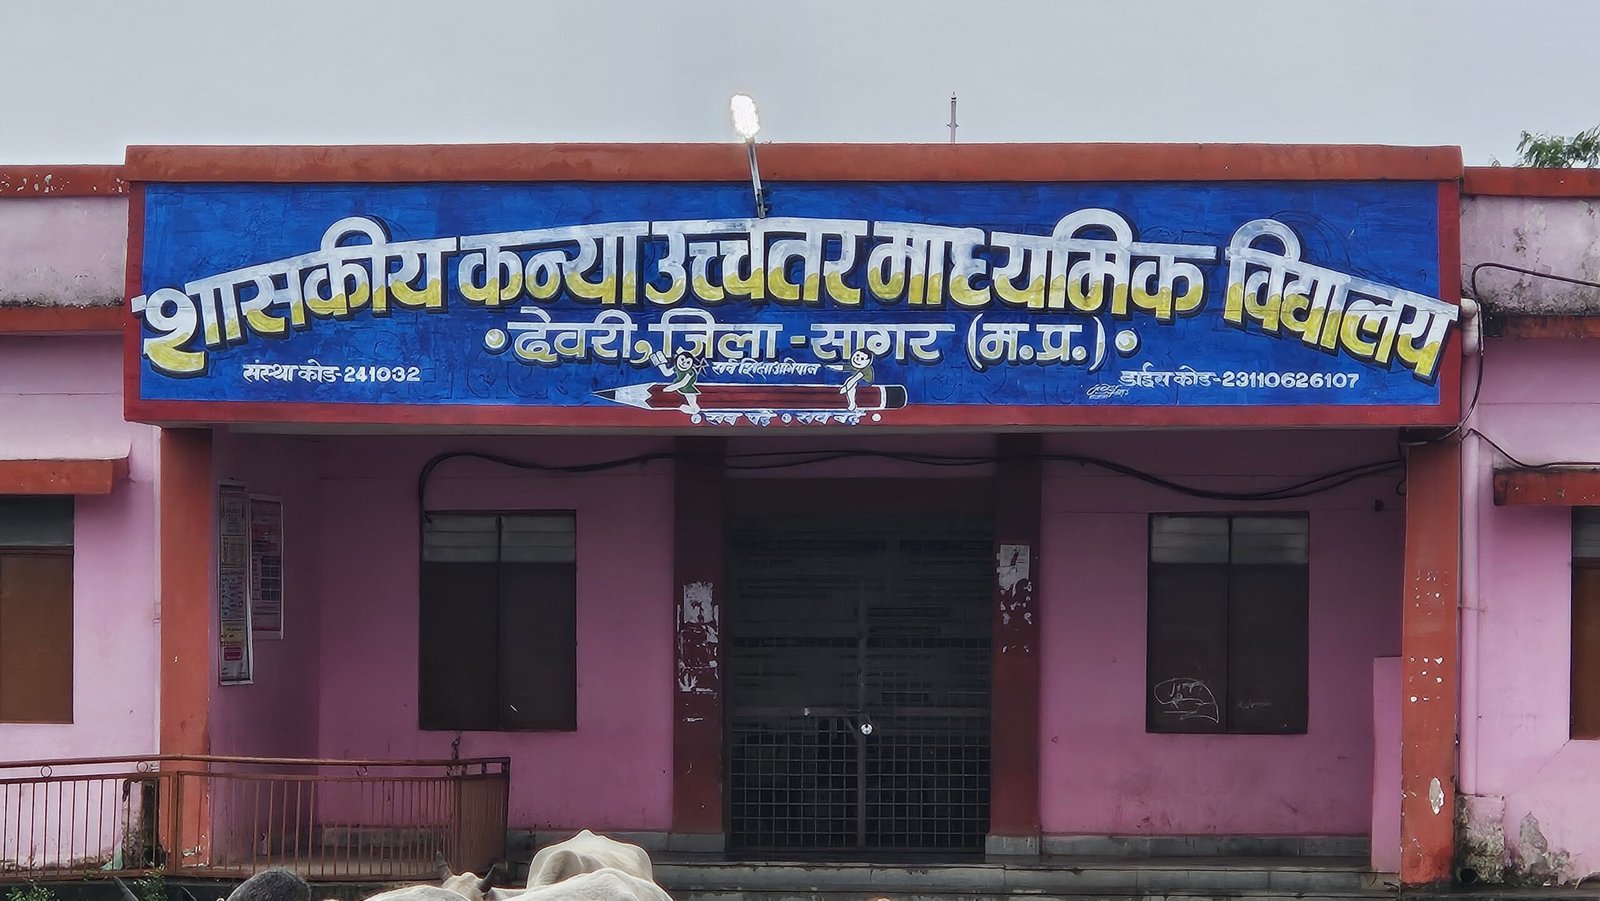 शासकीय कन्या उच्चतर माध्यमिक विद्यालय
देवरी, जिला - सागर (म.प्र.)
संस्था कोड-241032
सर्व शिक्षा अभियान
डाईस कोड-23110626107
सब पढ़ें • सब बढ़ें